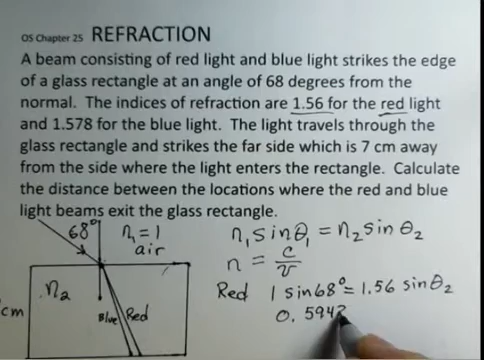 OS Chapter 25 REFRACTION
A beam consisting of red light and blue light strikes the edge
of a glass rectangle at an angle of 68 degrees from the
normal. The indices of refraction are 1.56 for the red light
and 1.578 for the blue light. The light travels through the
glass rectangle and strikes the far side which is 7 cm away
from the side where the light enters the rectangle. Calculate
the distance between the locations where the red and blue
light beams exit the glass rectangle.
68° n₁ = 1
air
n₁ sin θ₁ = n₂ sin θ₂
n = c/v
n₂
Red 1 sin 68° = 1.56 sin θ₂
cm Blue Red
0.594